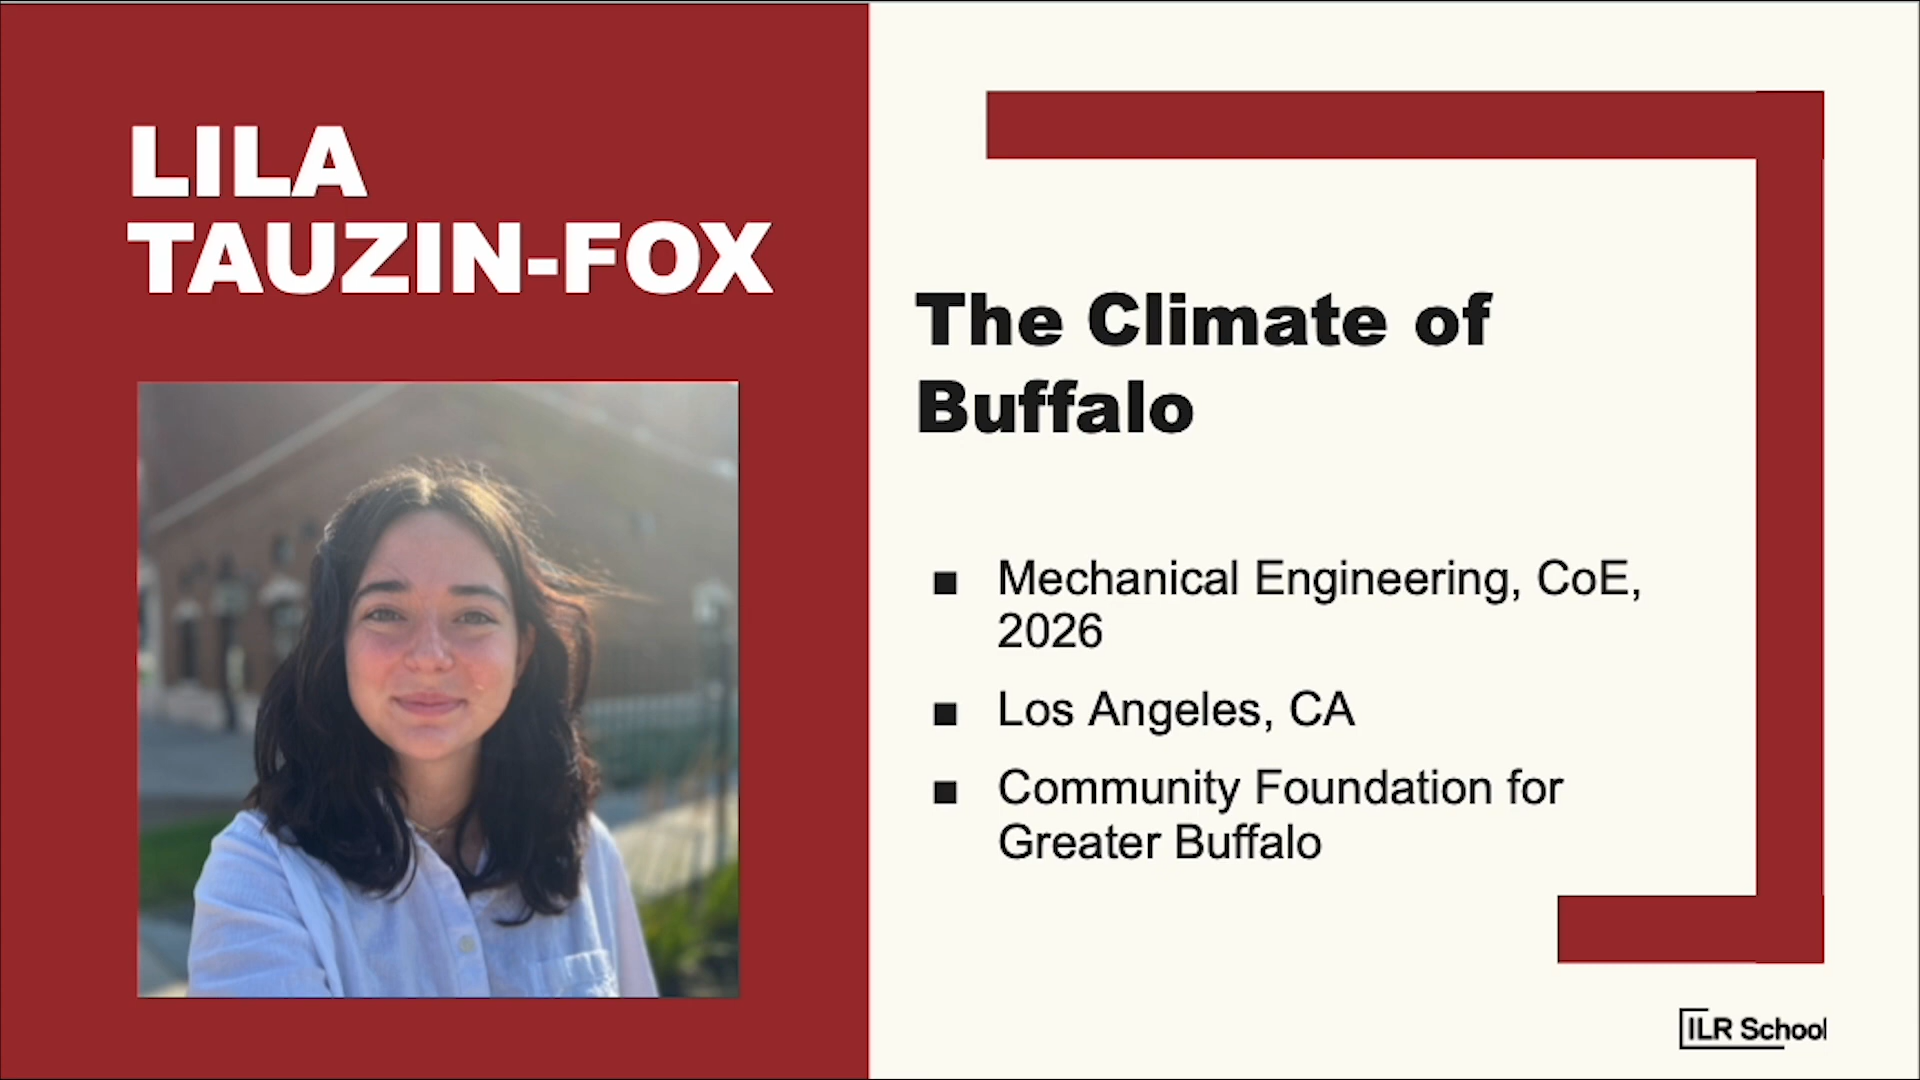 LILA
TAUZIN-FOX
The Climate of
Buffalo
■ Mechanical Engineering, CoE,
2026
■ Los Angeles, CA
■ Community Foundation for
Greater Buffalo
ILR School